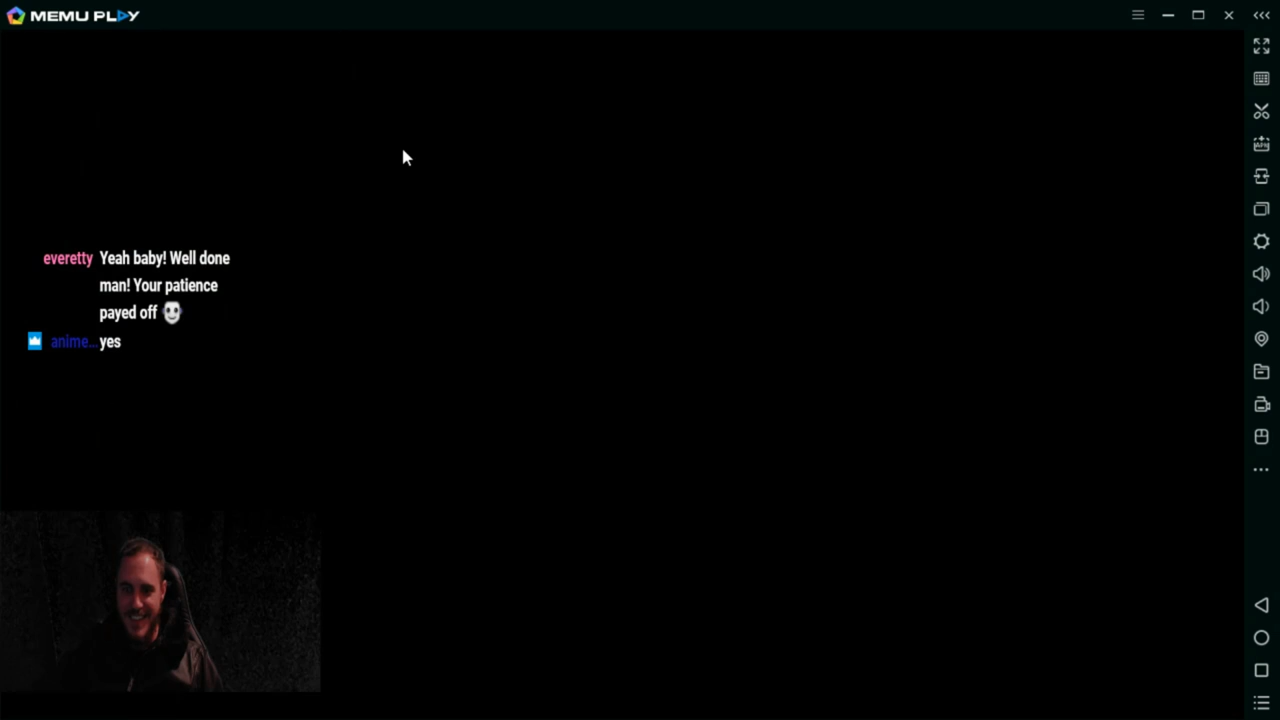 MEMU PLAY
everetty Yeah baby! Well done
man! Your patience
payed off
anime... yes